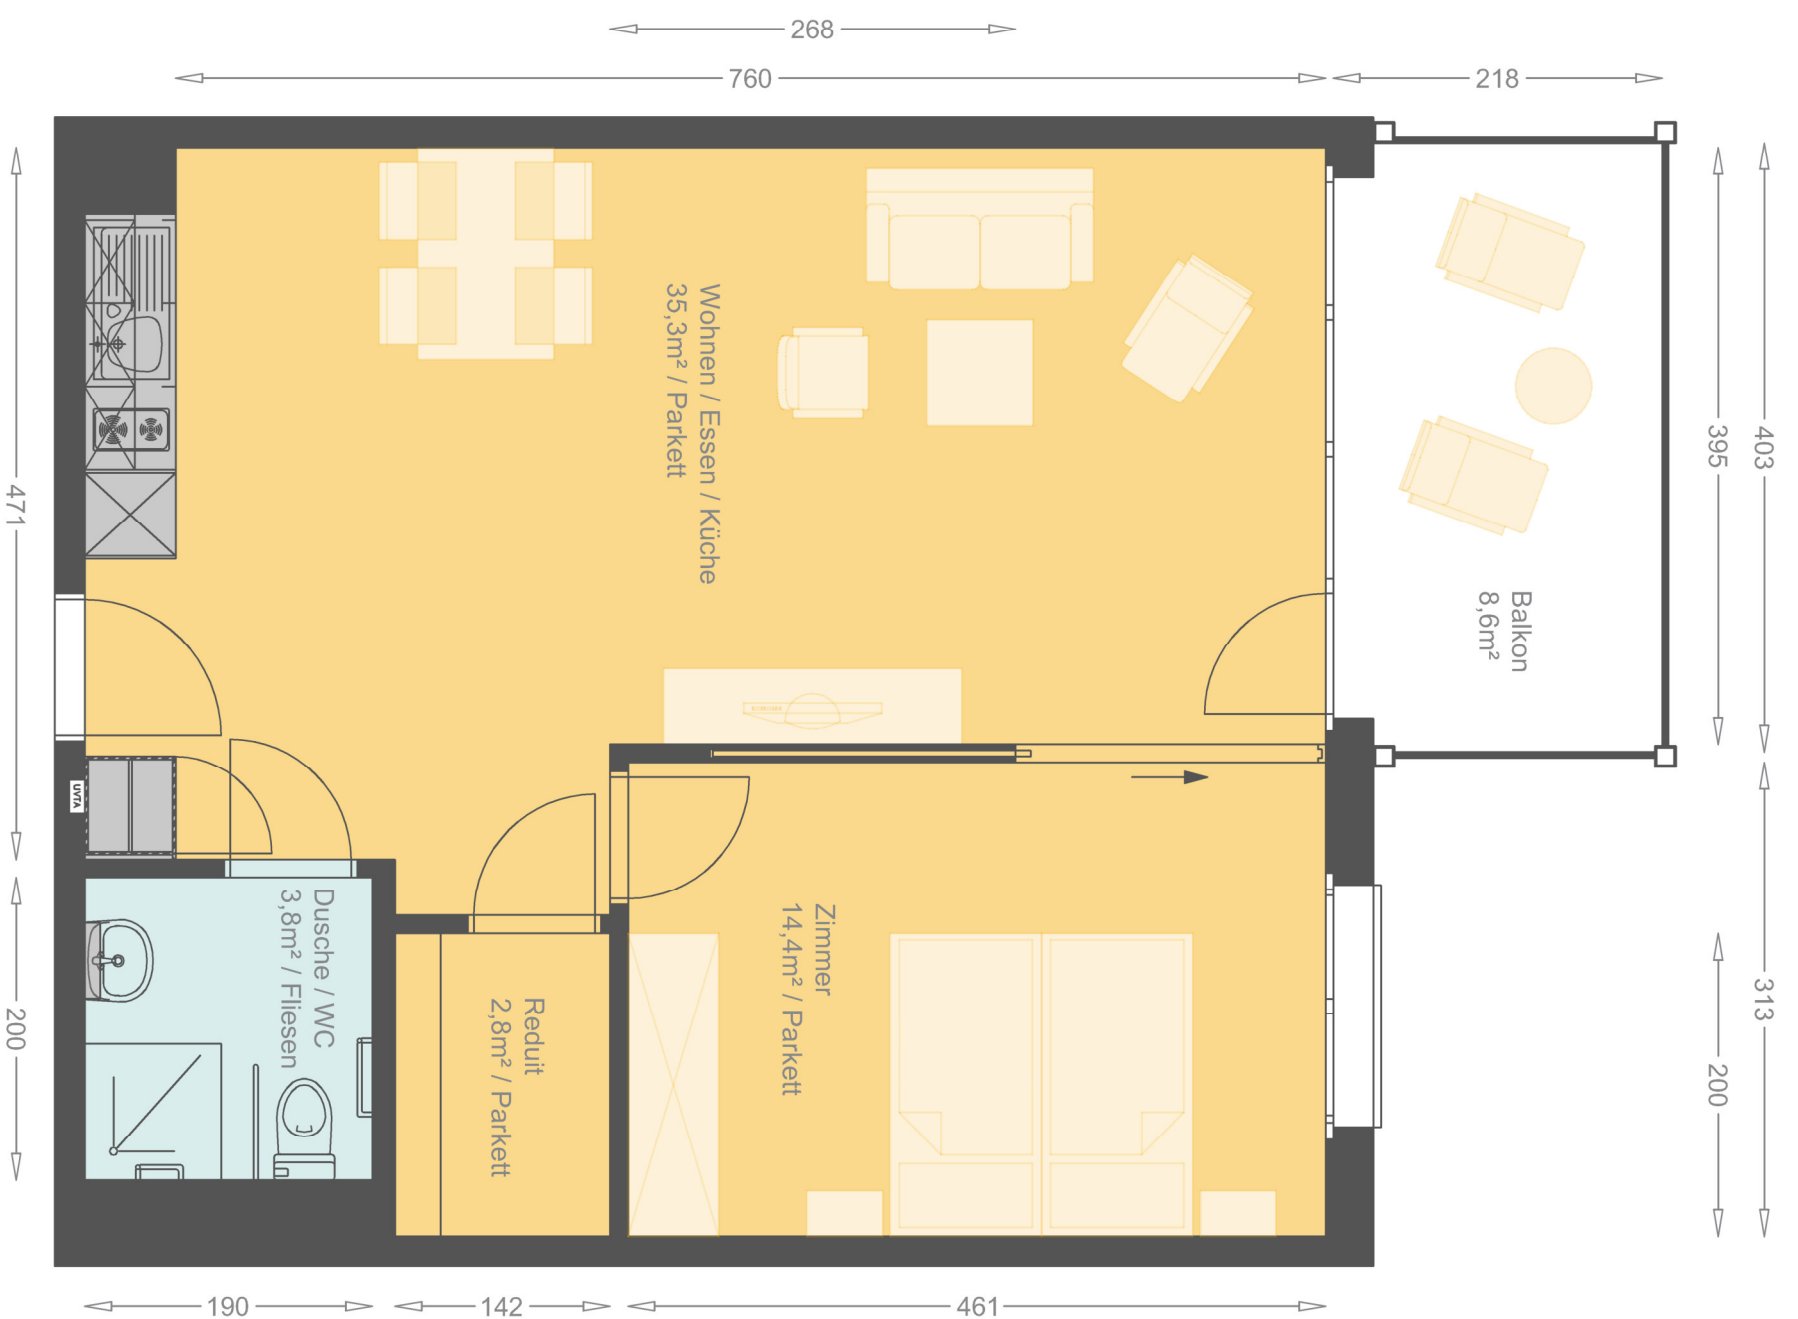 268
760
218
Wohnen / Essen / Küche
35,3m² / Parkett
Balkon
8,6m²
395
403
471
UVTA
Dusche / WC
3,8m² / Fliesen
Reduit
2,8m² / Parkett
Zimmer
14,4m² / Parkett
200
313
200
190
142
461